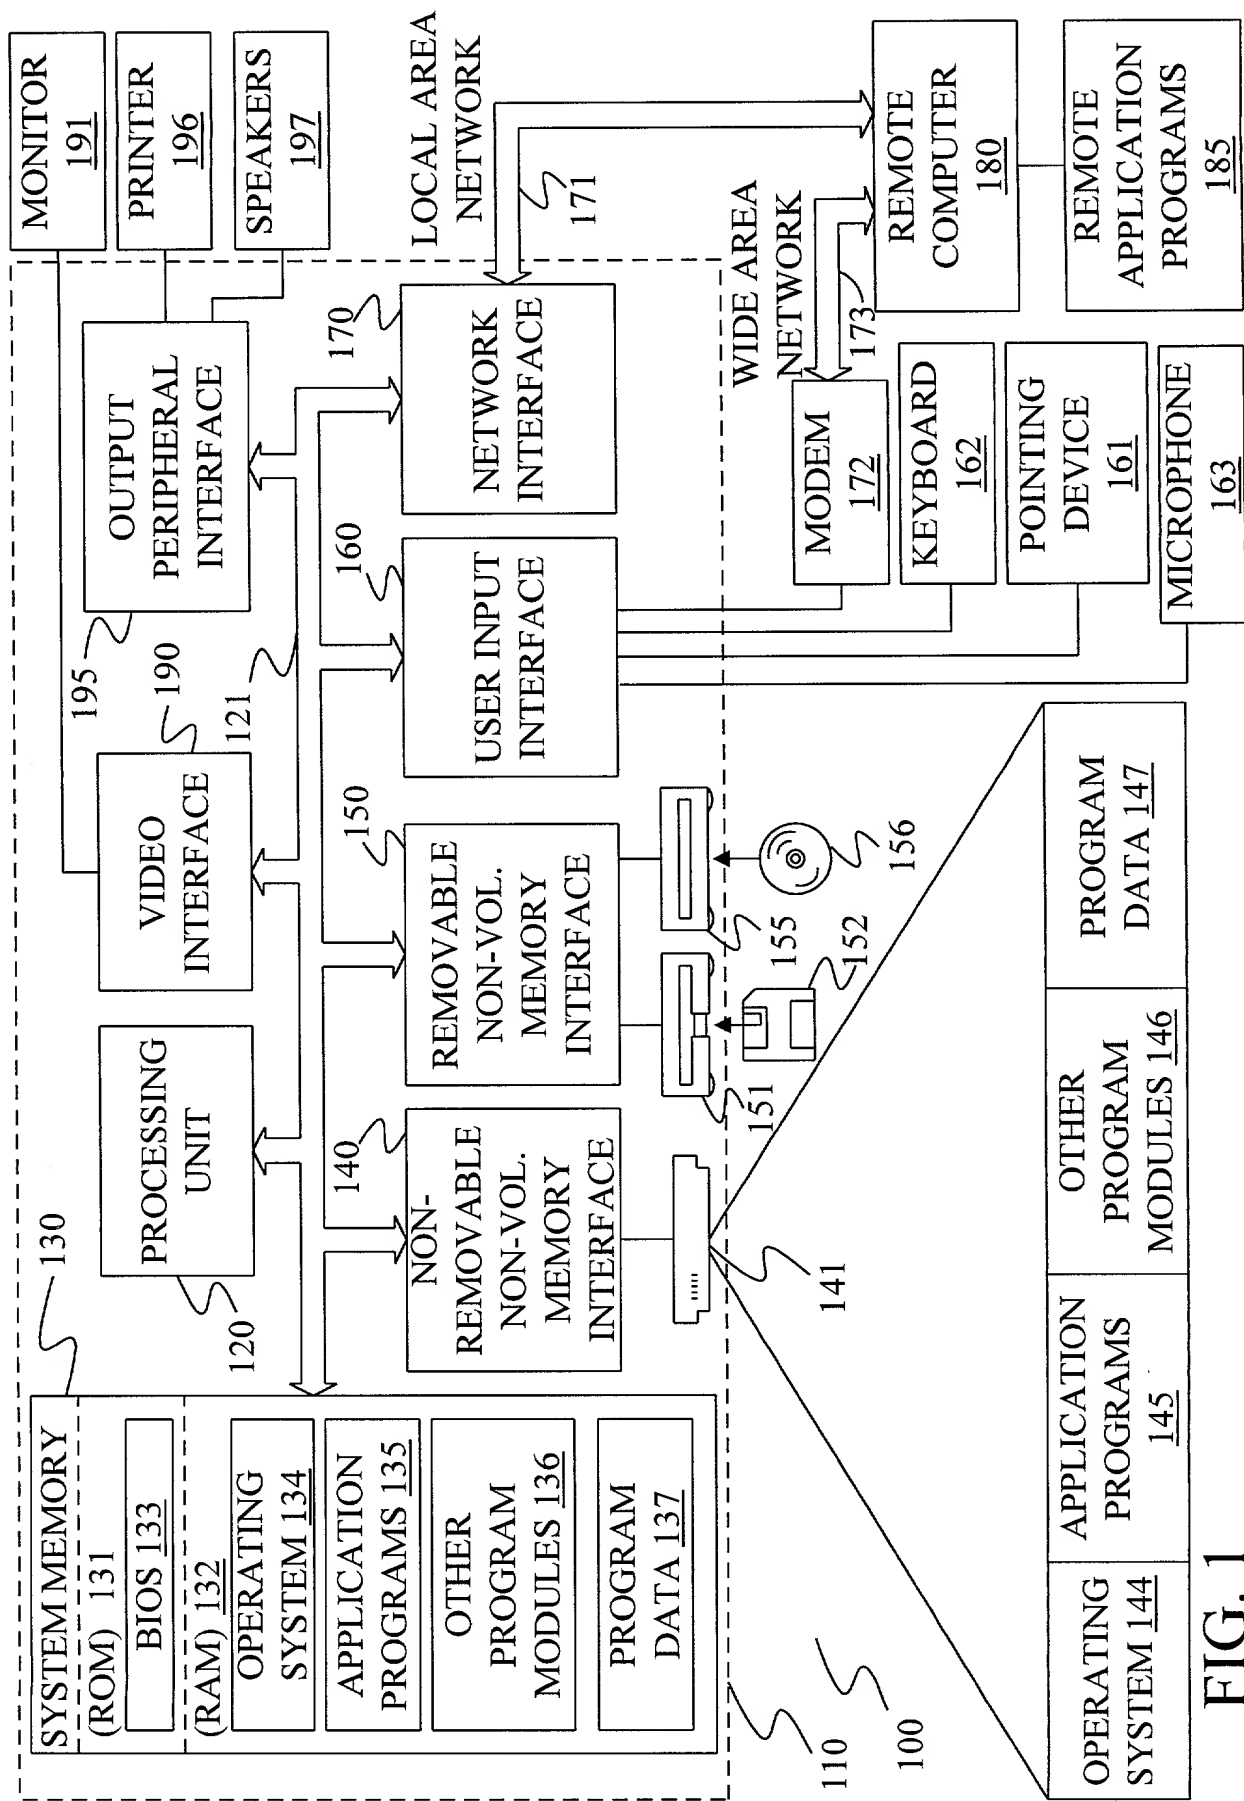 SYSTEM MEMORY
(ROM) 131
BIOS 133
(RAM) 132
OPERATING
SYSTEM 134
APPLICATION
PROGRAMS 135
OTHER
PROGRAM
MODULES 136
PROGRAM
DATA 137
130
120
PROCESSING
UNIT
VIDEO
INTERFACE
190
121
195
OUTPUT
PERIPHERAL
INTERFACE
MONITOR
191
PRINTER
196
SPEAKERS
197
140
NON-
REMOVABLE
NON-VOL.
MEMORY
INTERFACE
150
REMOVABLE
NON-VOL.
MEMORY
INTERFACE
160
USER INPUT
INTERFACE
170
NETWORK
INTERFACE
LOCAL AREA
NETWORK
171
WIDE AREA
NETWORK
173
141
151
152
155
156
MODEM
172
KEYBOARD
162
POINTING
DEVICE
161
MICROPHONE
163
REMOTE
COMPUTER
180
REMOTE
APPLICATION
PROGRAMS
185
110
100
OPERATING
SYSTEM 144
APPLICATION
PROGRAMS
145
OTHER
PROGRAM
MODULES 146
PROGRAM
DATA 147
FIG. 1